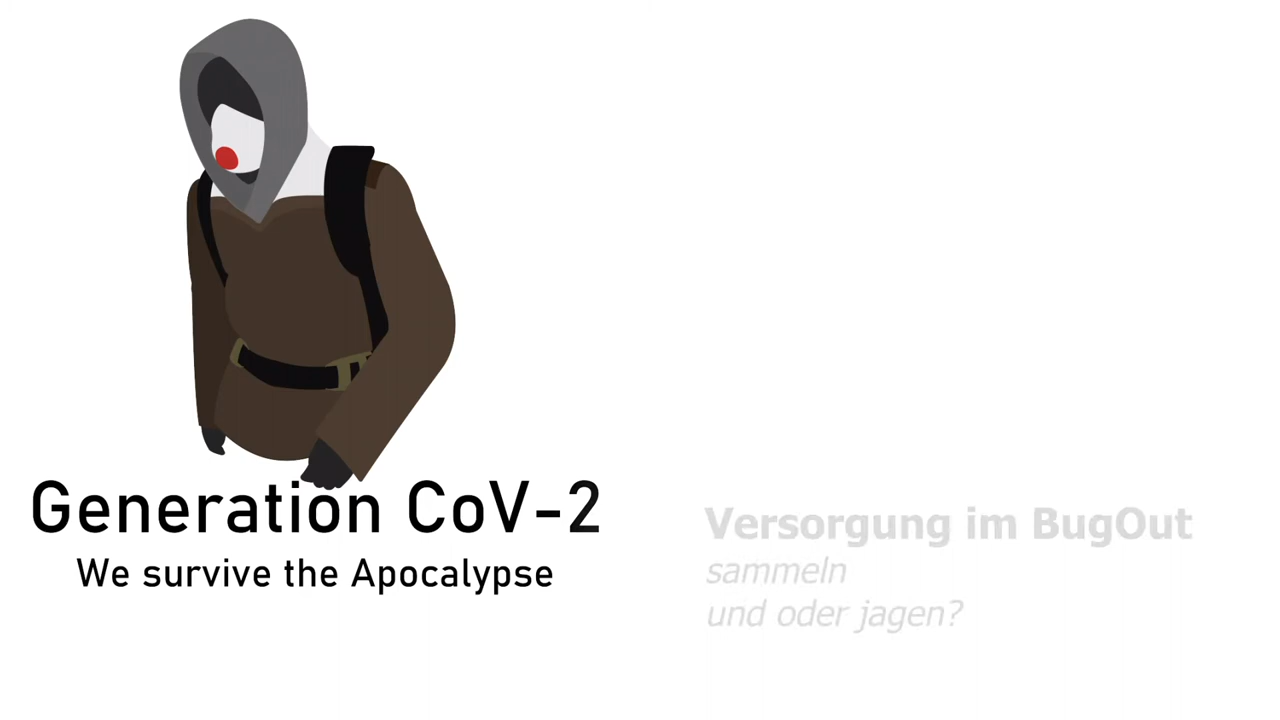 Generation CoV-2
We survive the Apocalypse
Versorgung im BugOut
sammeln
und oder jagen?